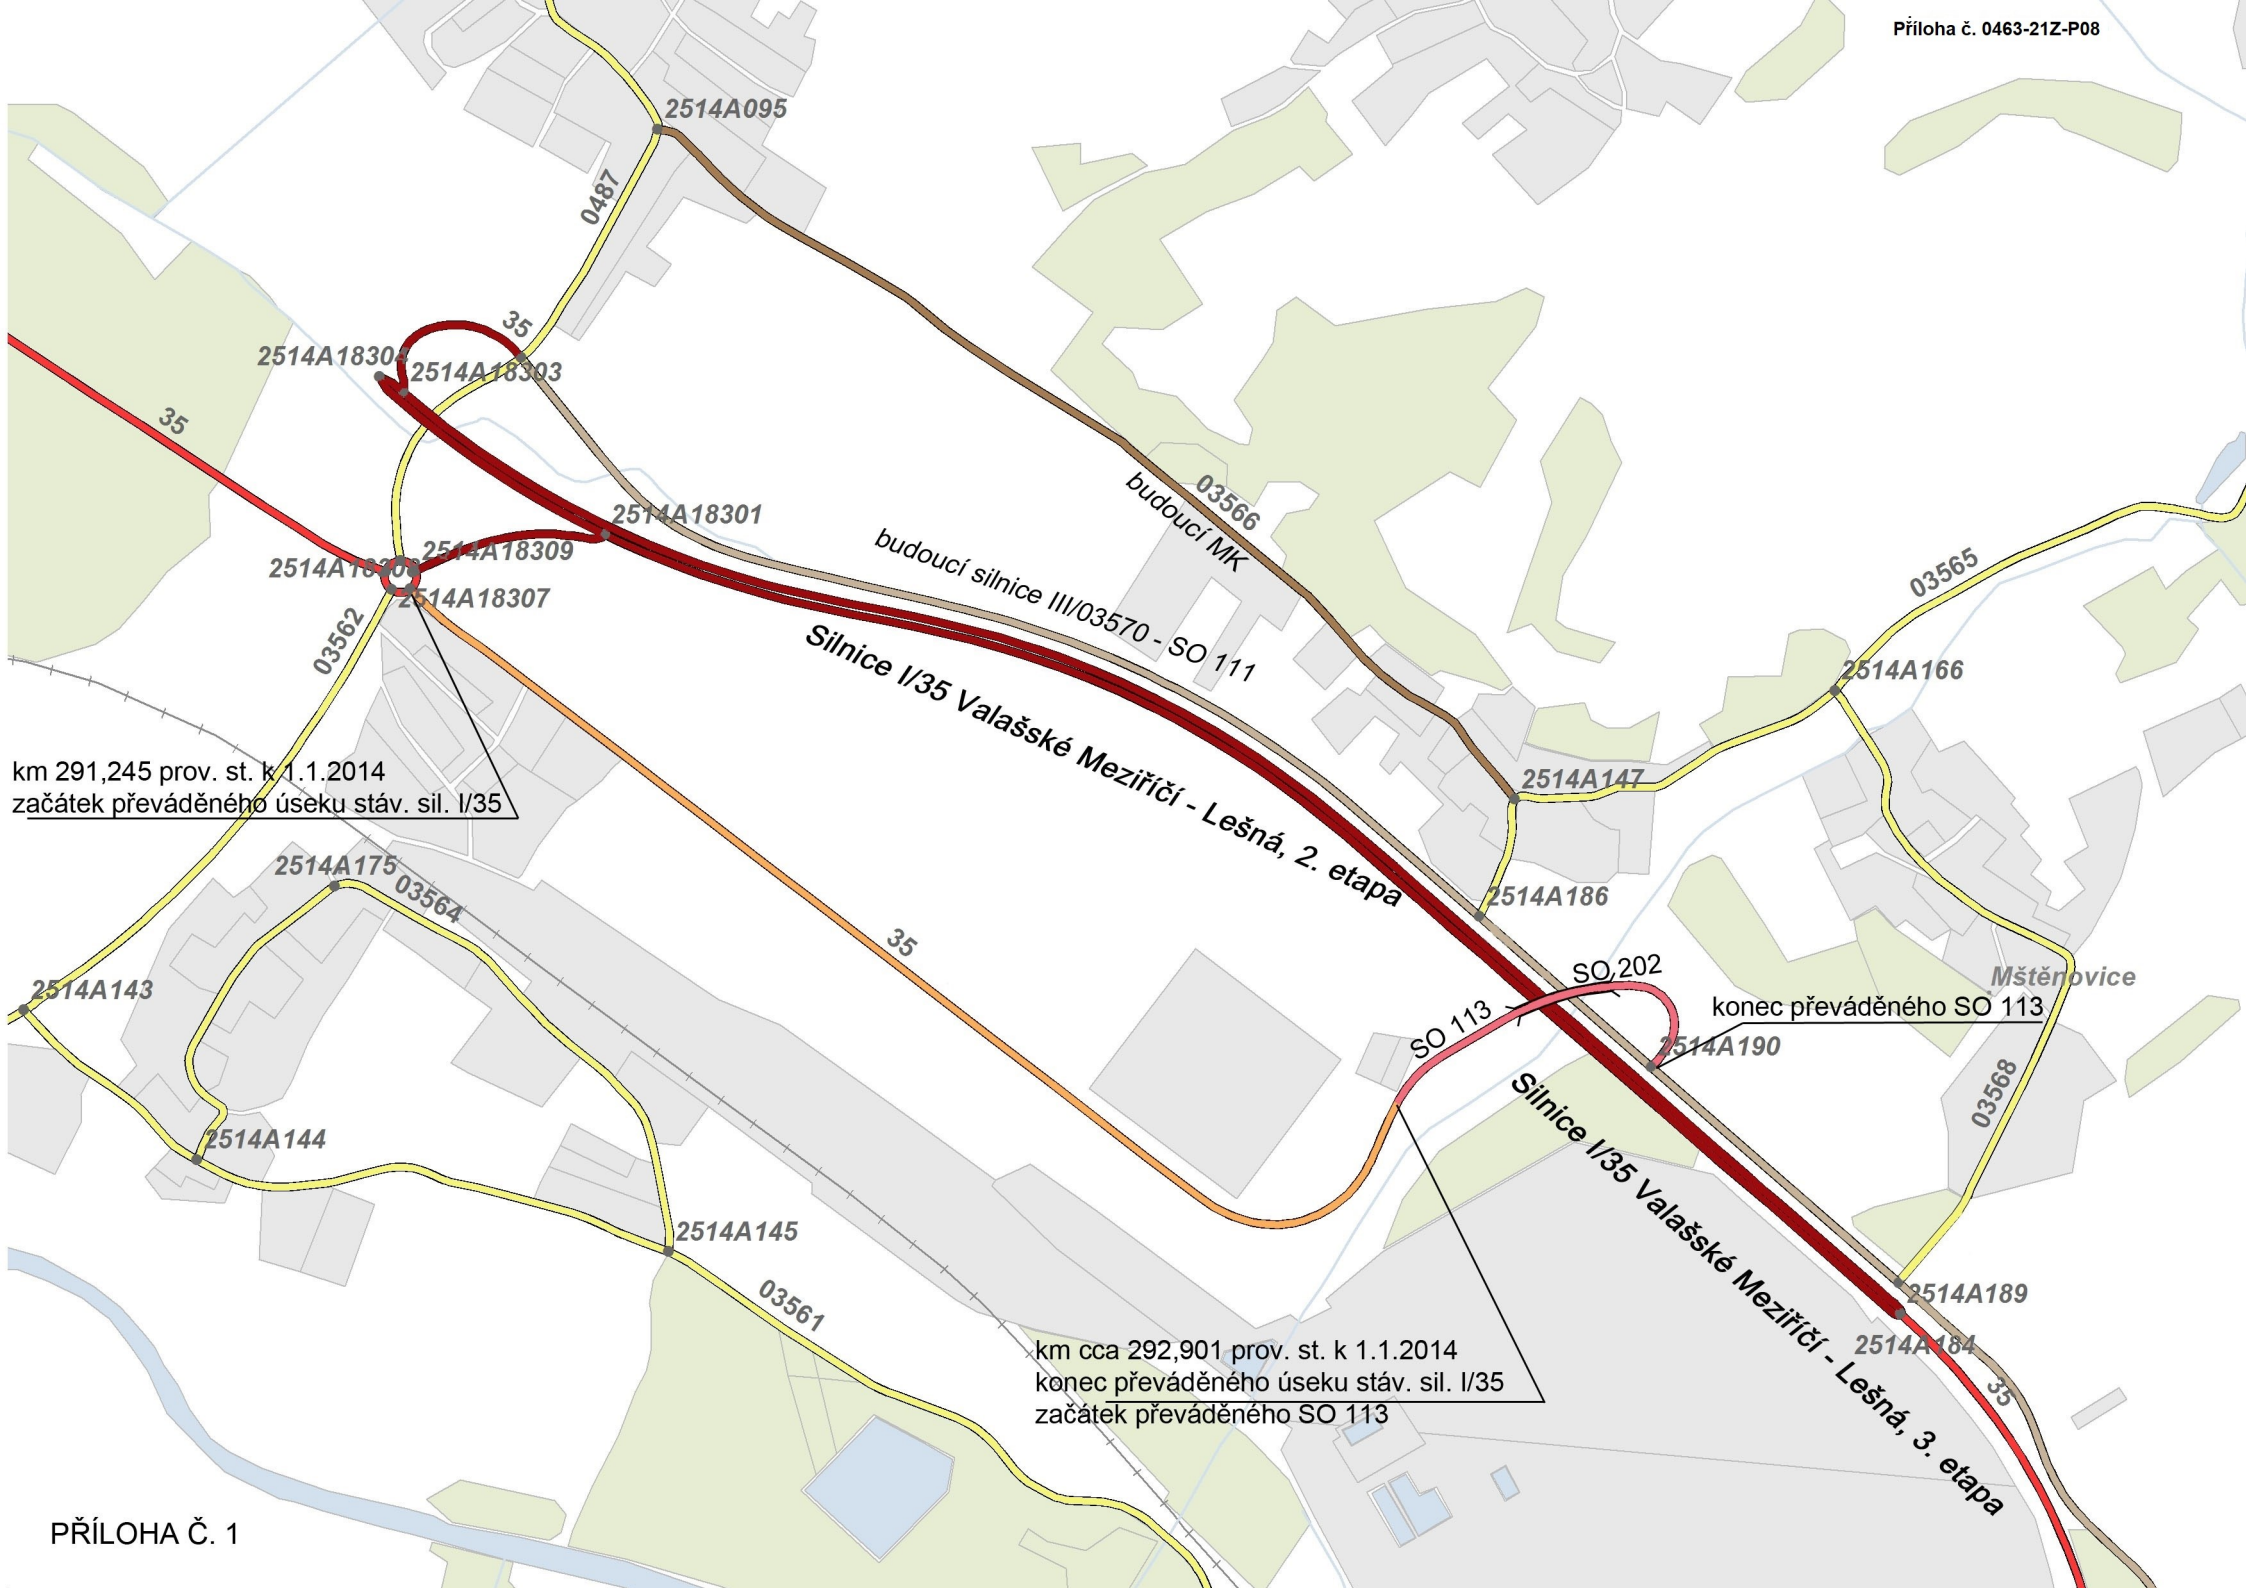 Příloha č. 0463-21Z-P08
2514A095
0487
35
2514A18304
2514A18303
35
2514A18301
03566
budoucí MK
budoucí silnice III/03570 - SO 111
2514A18309
2514A18308
2514A18307
03562
03565
Silnice I/35 Valašské Meziříčí - Lešná, 2. etapa
2514A166
km 291,245 prov. st. k 1.1.2014
začátek převáděného úseku stáv. sil. I/35
2514A147
2514A175
03564
2514A186
35
SO 202
Mštěnovice
2514A143
konec převáděného SO 113
SO 113
2514A190
03568
Silnice I/35 Valašské Meziříčí - Lešná, 3. etapa
2514A144
2514A145
03561
2514A189
2514A184
35
km cca 292,901 prov. st. k 1.1.2014
konec převáděného úseku stáv. sil. I/35
začátek převáděného SO 113
PŘÍLOHA Č. 1